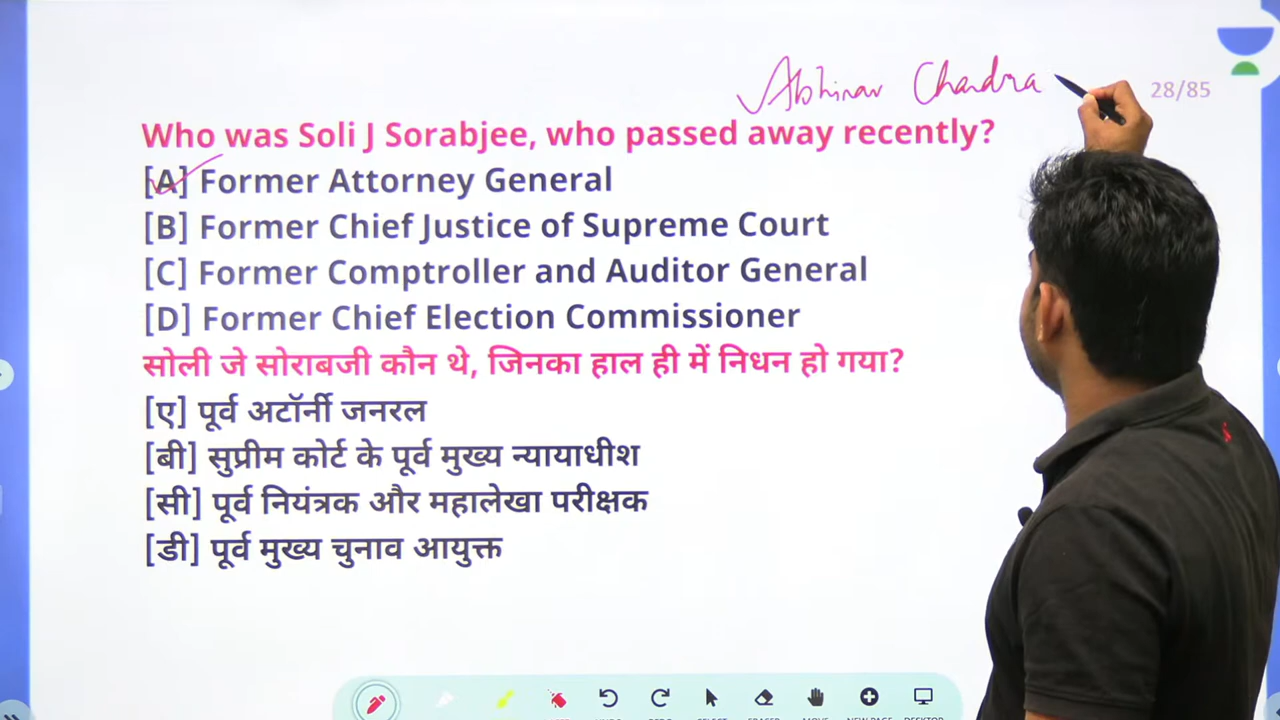 Abhinav Chandra
28/85
Who was Soli J Sorabjee, who passed away recently?
[A] Former Attorney General
[B] Former Chief Justice of Supreme Court
[C] Former Comptroller and Auditor General
[D] Former Chief Election Commissioner
सोली जे सोराबजी कौन थे, जिनका हाल ही में निधन हो गया?
[ए] पूर्व अटॉर्नी जनरल
[बी] सुप्रीम कोर्ट के पूर्व मुख्य न्यायाधीश
[सी] पूर्व नियंत्रक और महालेखा परीक्षक
[डी] पूर्व मुख्य चुनाव आयुक्त